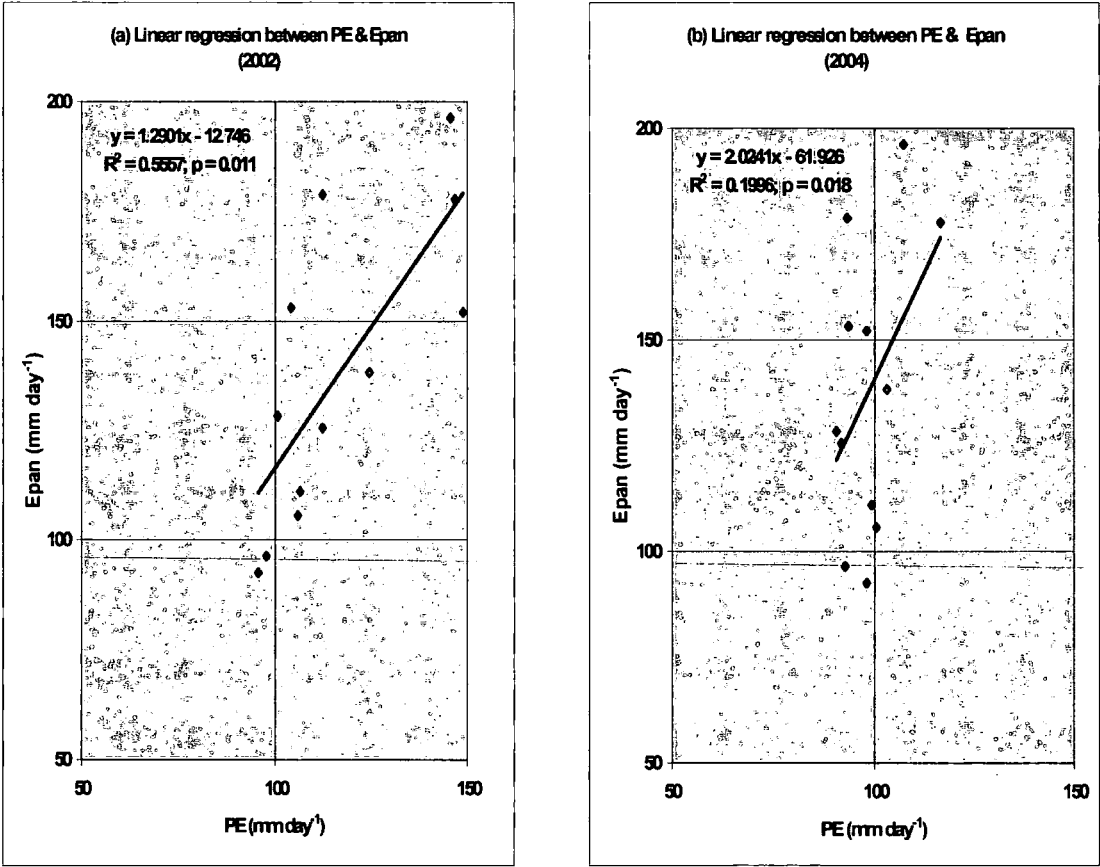 (a) Linear regression between PE & Epan
(2002)
y = 1.2901x - 12.746
R² = 0.5557; p = 0.011
200
150
100
50
Epan (mm day⁻¹)
50 100 150
PE (mm day⁻¹)
(b) Linear regression between PE & Epan
(2004)
y = 2.0241x - 61.926
R² = 0.1996; p = 0.018
200
150
100
50
Epan (mm day⁻¹)
50 100 150
PE (mm day⁻¹)